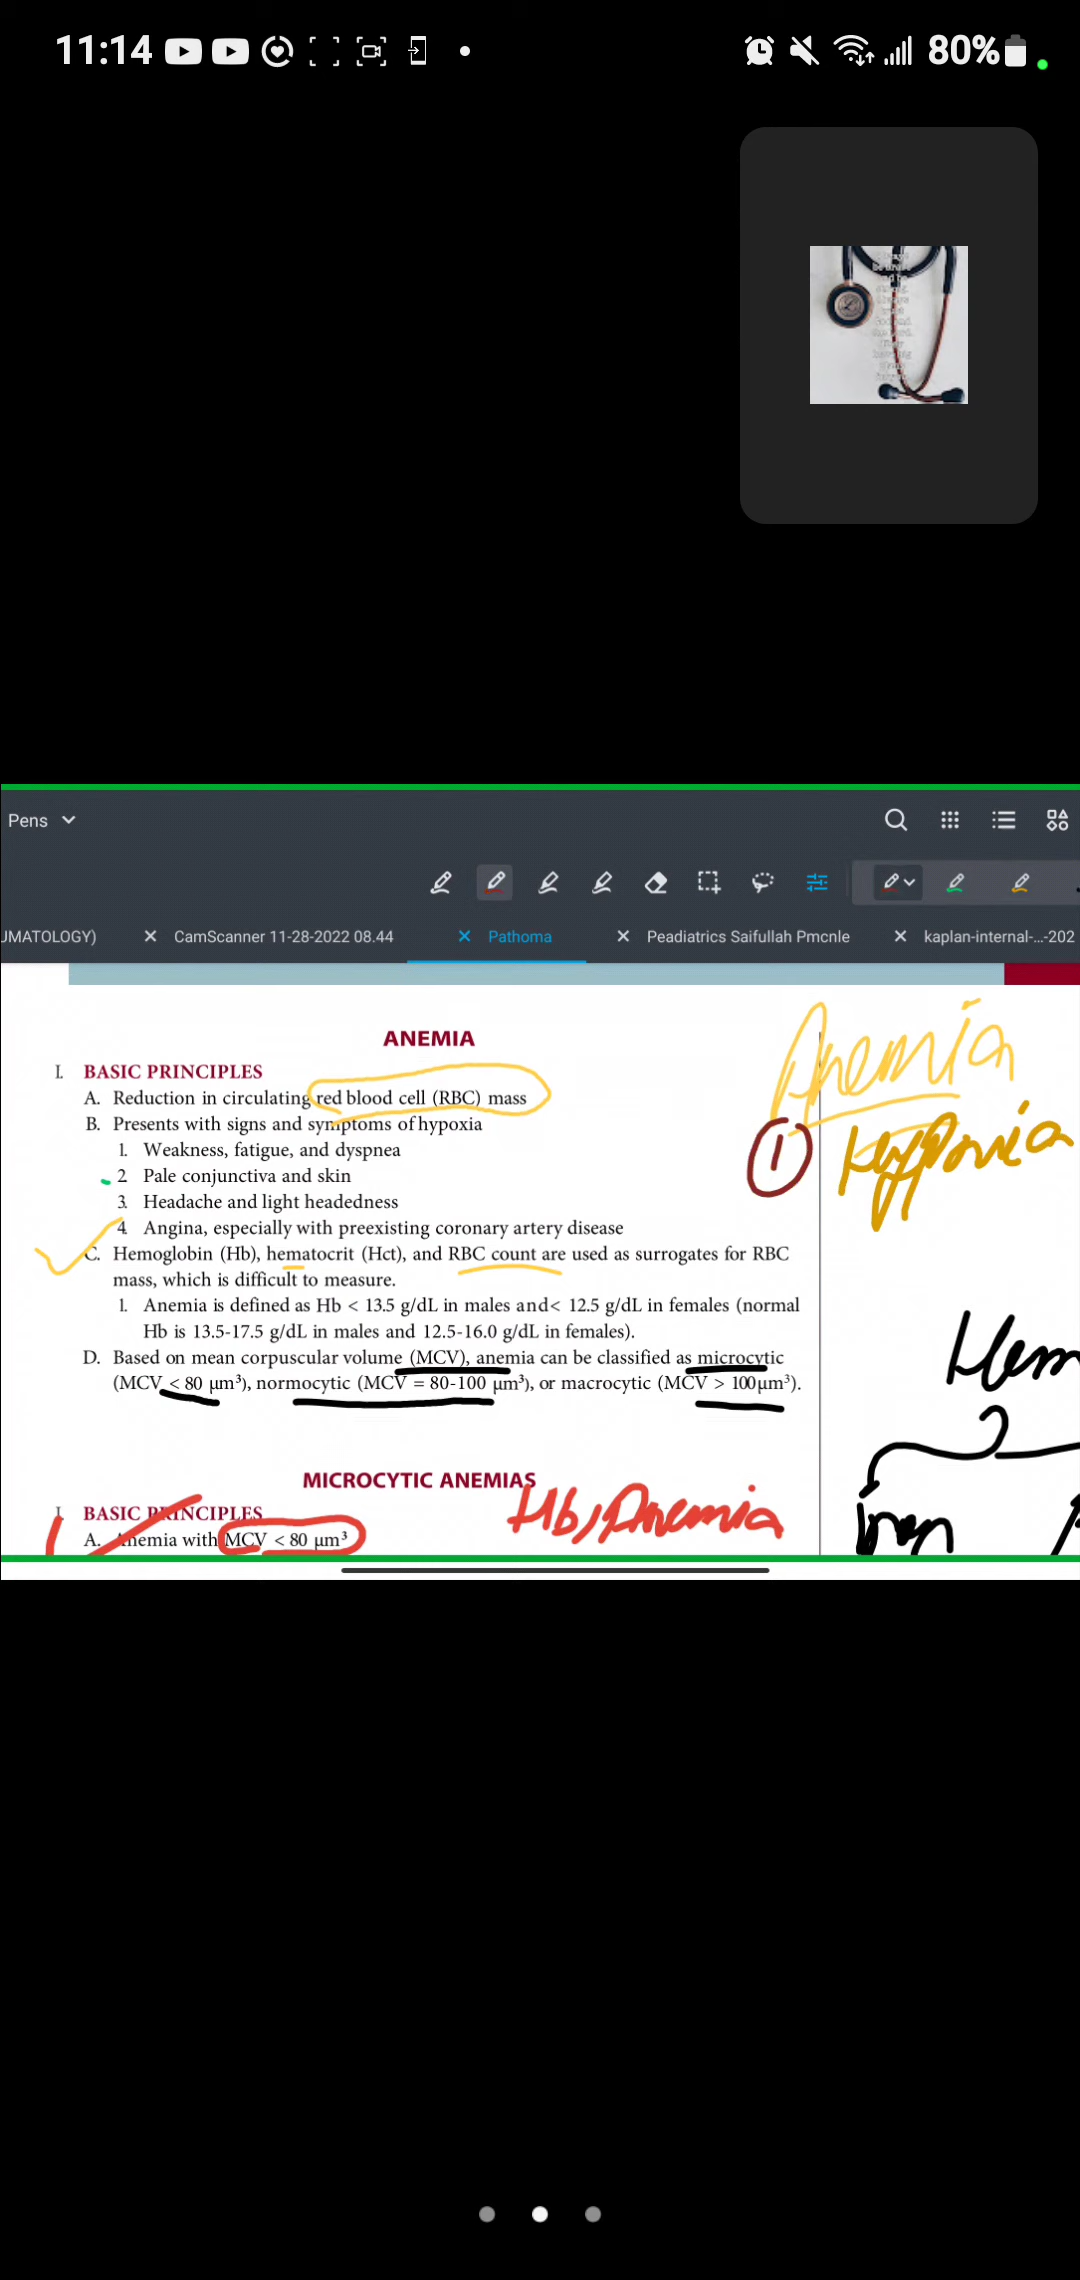 11:14
80%
Pens
UMATOLOGY)
CamScanner 11-28-2022 08.44
Pathoma
Peadiatrics Saifullah Pmcnle
kaplan-internal-...-202
ANEMIA
Anemia
I. BASIC PRINCIPLES
A. Reduction in circulating red blood cell (RBC) mass
B. Presents with signs and symptoms of hypoxia
1. Weakness, fatigue, and dyspnea
2 Pale conjunctiva and skin
3. Headache and light headedness
4. Angina, especially with preexisting coronary artery disease
1 Hypoxia
C. Hemoglobin (Hb), hematocrit (Hct), and RBC count are used as surrogates for RBC
mass, which is difficult to measure.
1. Anemia is defined as Hb < 13.5 g/dL in males and< 12.5 g/dL in females (normal
Hb is 13.5-17.5 g/dL in males and 12.5-16.0 g/dL in females).
D. Based on mean corpuscular volume (MCV), anemia can be classified as microcytic
(MCV < 80 µm³), normocytic (MCV = 80-100 µm³), or macrocytic (MCV > 100µm³).
Hem
MICROCYTIC ANEMIAS
Hb, Anemia
I. BASIC PRINCIPLES
A. Anemia with MCV < 80 µm³